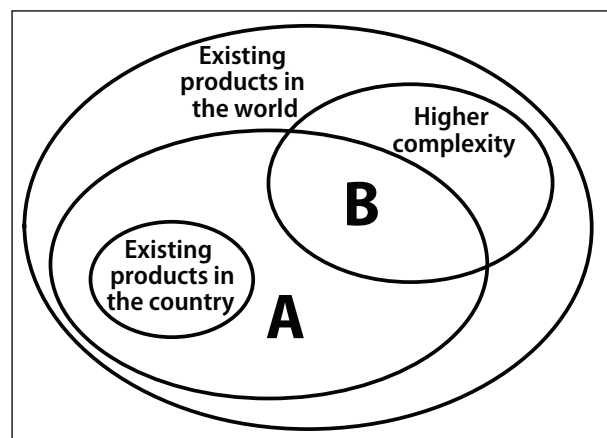 Existing
products in
the world
Higher
complexity
B
Existing
products in
the country
A